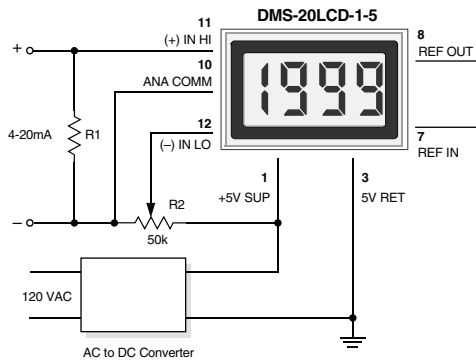 DMS-20LCD-1-5
11
(+) IN HI
8
REF OUT
+
10
ANA COMM
1999
4-20mA
R1
12
(–) IN LO
7
REF IN
1
+5V SUP
3
5V RET
–
R2
50k
120 VAC
AC to DC Converter